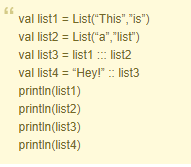 “
val list1 = List(“This”,”is”)
val list2 = List(“a”,”list”)
val list3 = list1 ::: list2
val list4 = “Hey!” :: list3
println(list1)
println(list2)
println(list3)
println(list4)